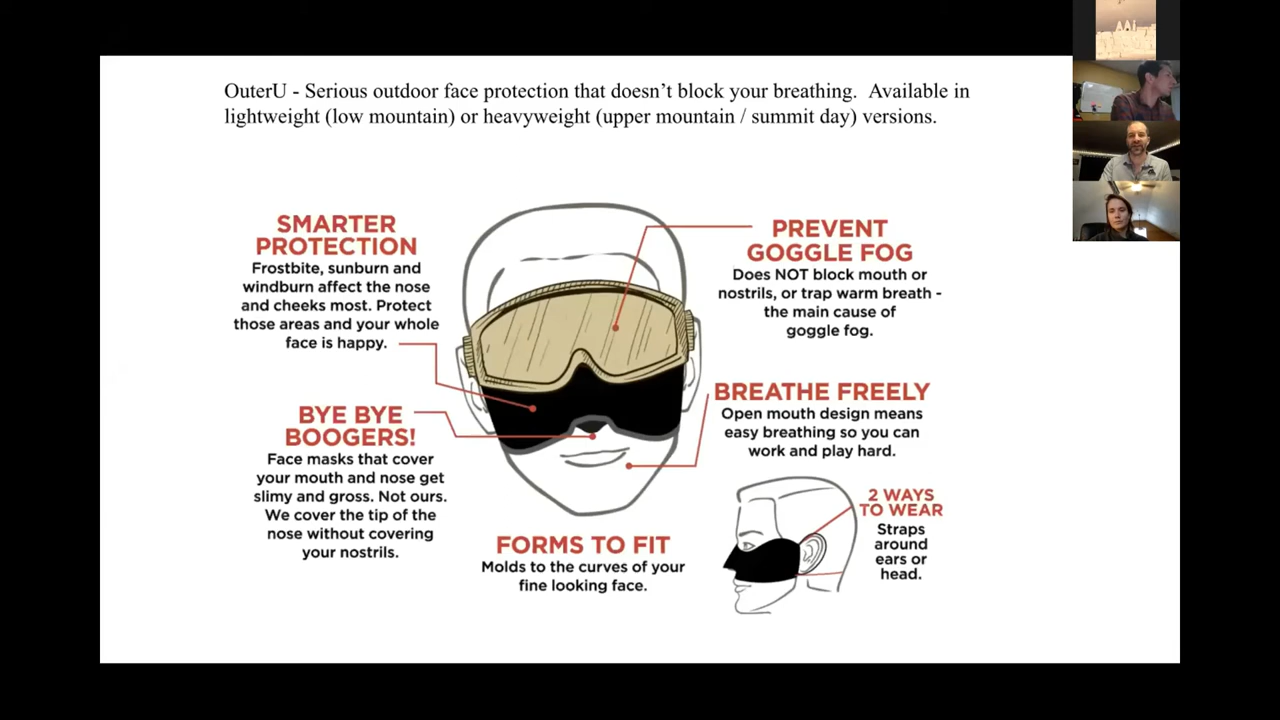 OuterU - Serious outdoor face protection that doesn't block your breathing.  Available in
lightweight (low mountain) or heavyweight (upper mountain / summit day) versions.
SMARTER
PROTECTION
Frostbite, sunburn and
windburn affect the nose
and cheeks most. Protect
those areas and your whole
face is happy.
BYE BYE
BOOGERS!
Face masks that cover
your mouth and nose get
slimy and gross. Not ours.
We cover the tip of the
nose without covering
your nostrils.
FORMS TO FIT
Molds to the curves of your
fine looking face.
PREVENT
GOGGLE FOG
Does NOT block mouth or
nostrils, or trap warm breath -
the main cause of
goggle fog.
BREATHE FREELY
Open mouth design means
easy breathing so you can
work and play hard.
2 WAYS
TO WEAR
Straps
around
ears or
head.
AAi